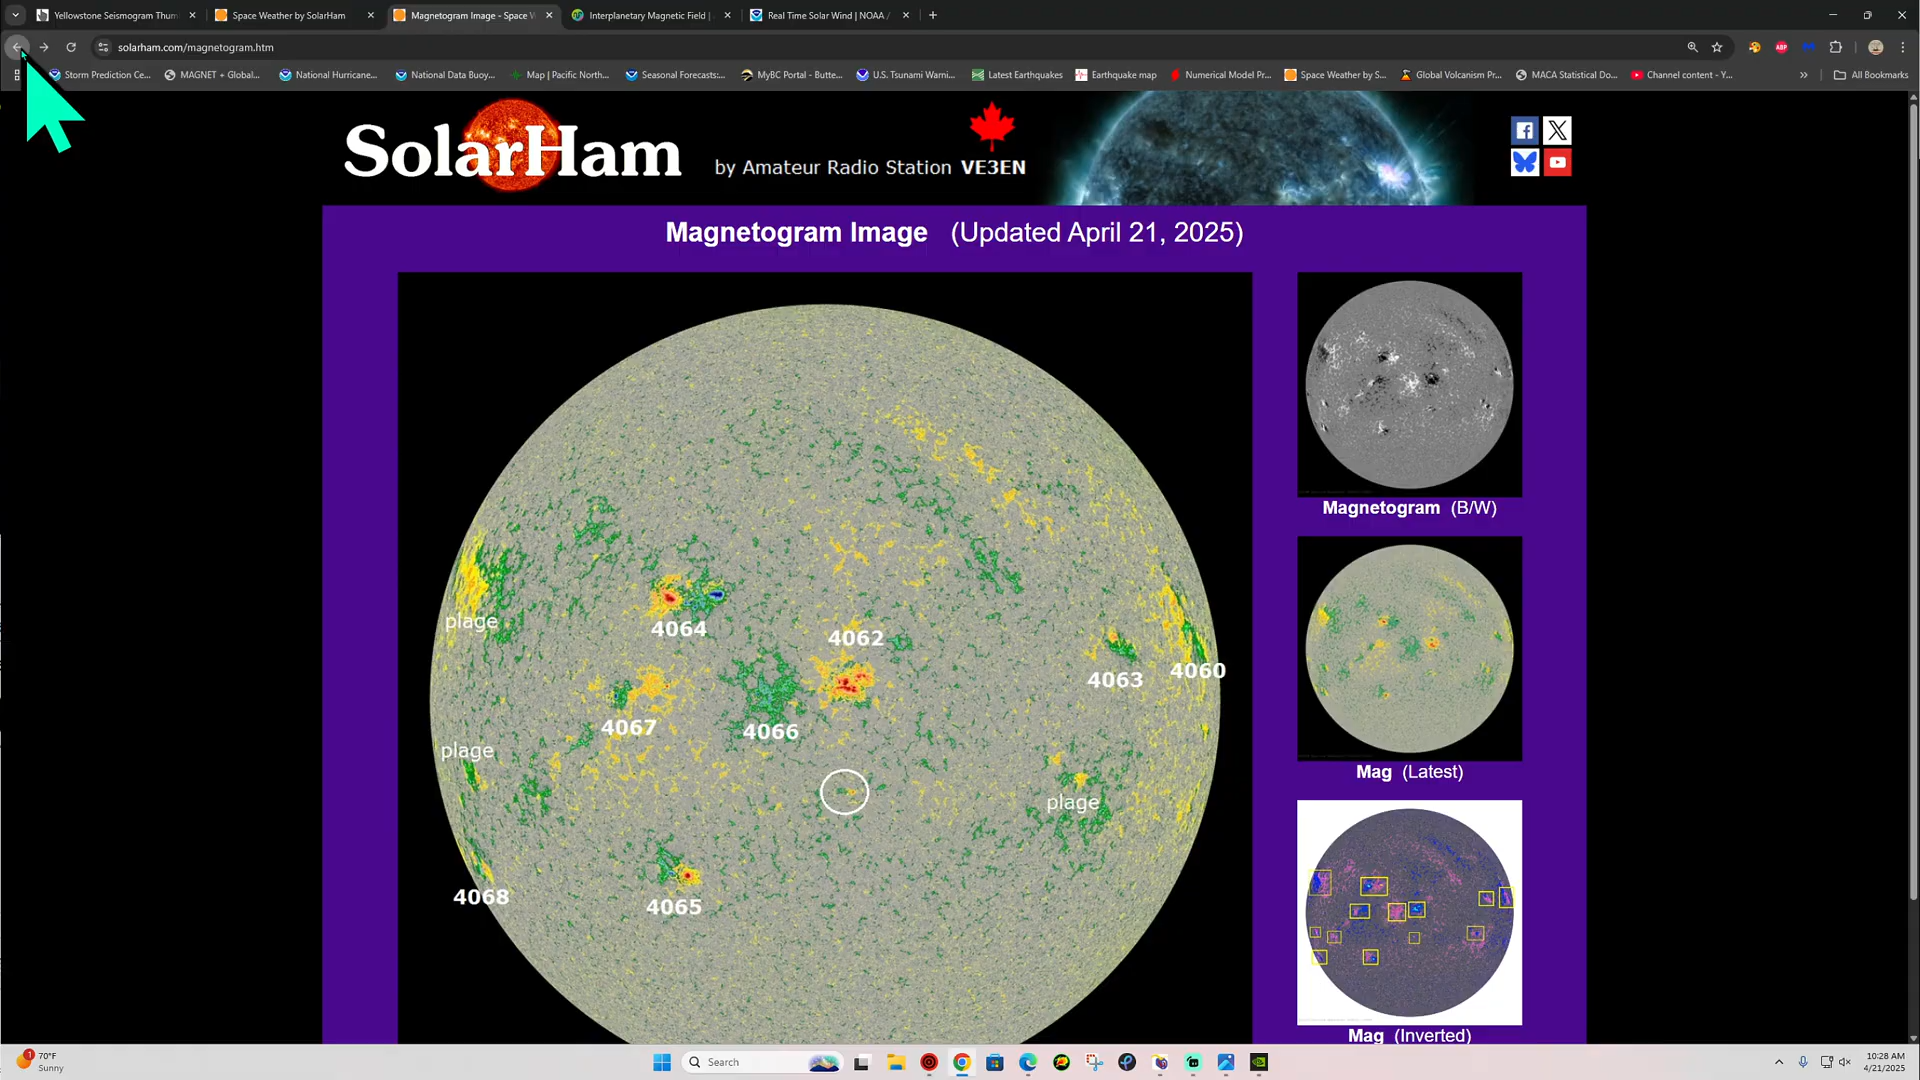 Yellowstone Seismogram Thum
Space Weather by SolarHam
Magnetogram Image - Space W
Interplanetary Magnetic Field |
Real Time Solar Wind | NOAA /
solarham.com/magnetogram.htm
Storm Prediction Ce...
MAGNET + Global...
National Hurricane...
National Data Buoy...
Map | Pacific North...
Seasonal Forecasts:...
MyBC Portal - Butte...
U.S. Tsunami Warni...
Latest Earthquakes
Earthquake map
Numerical Model Pr...
Space Weather by S...
Global Volcanism Pr...
MACA Statistical Do...
Channel content - Y...
All Bookmarks
SolarHam
by Amateur Radio Station VE3EN
Magnetogram Image (Updated April 21, 2025)
plage
4064
4062
4063
4060
4067
4066
plage
plage
4068
4065
Magnetogram (B/W)
Mag (Latest)
Mag (Inverted)
1
70°F
Sunny
Search
10:28 AM
4/21/2025